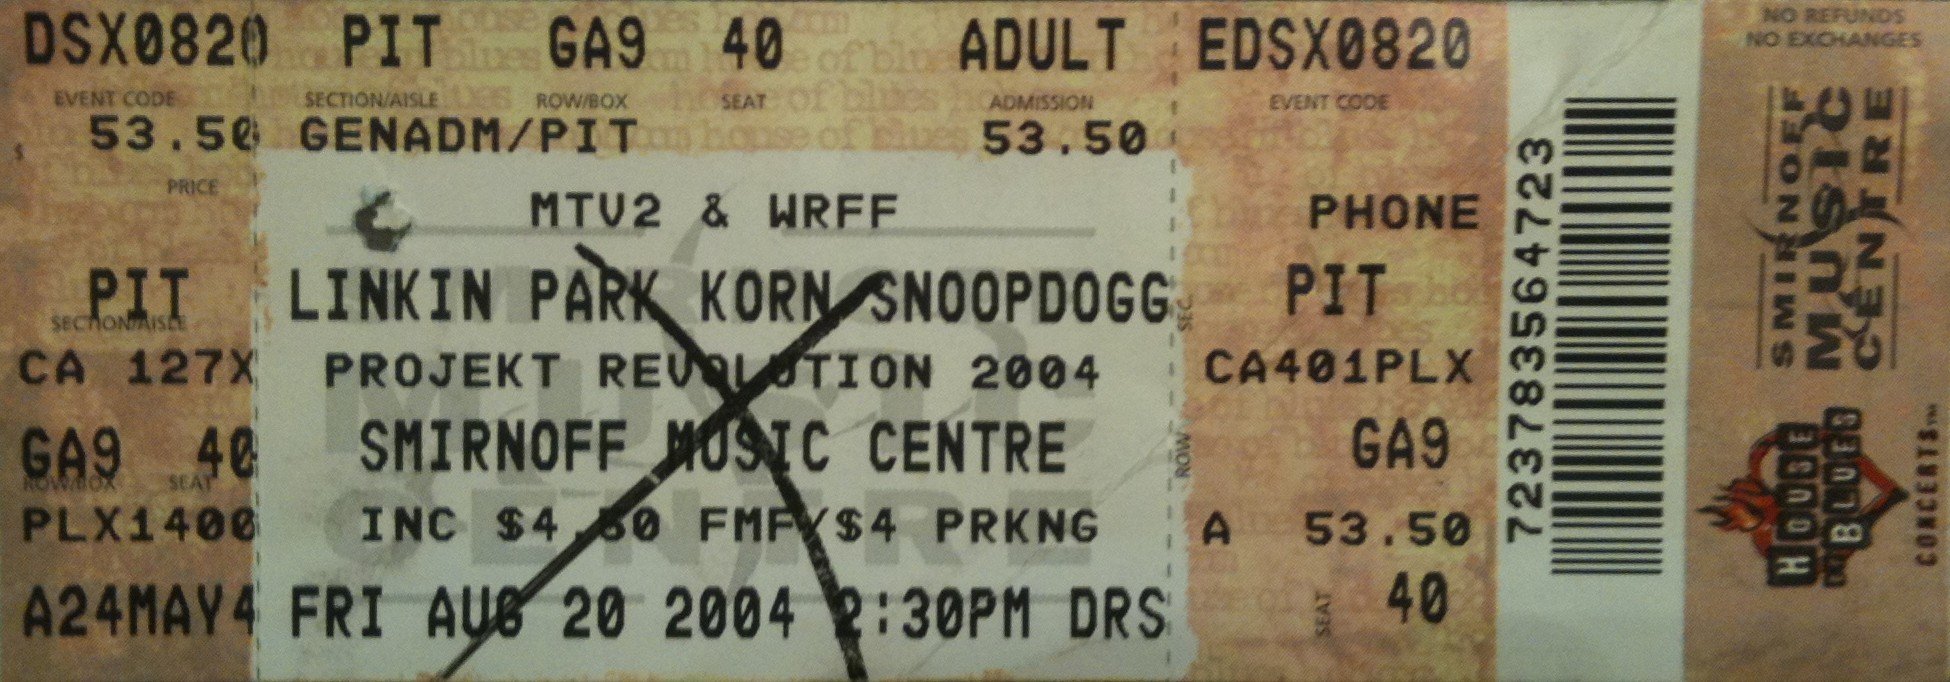 DSX0820 PIT GA9 40 ADULT EDSX0820
EVENT CODE SECTION/AISLE ROW/BOX SEAT ADMISSION EVENT CODE
$ 53.50 GENADM/PIT 53.50
PRICE
MTV2 & WRFF PHONE
PIT LINKIN PARK KORN SNOOPDOGG PIT
SECTION/AISLE SEC.
CA 127X PROJEKT REVOLUTION 2004 CA401PLX
GA9 40 SMIRNOFF MUSIC CENTRE GA9
ROW/BOX SEAT ROW
PLX1400 INC $4.50 FMF/$4 PRKNG A 53.50
A24MAY4 FRI AUG 20 2004 2:30PM DRS 40
SEAT
723783564723
NO REFUNDS
NO EXCHANGES
SMIRNOFF
MUSIC
CENTRE
HOUSE
OF BLUES
CONCERTS